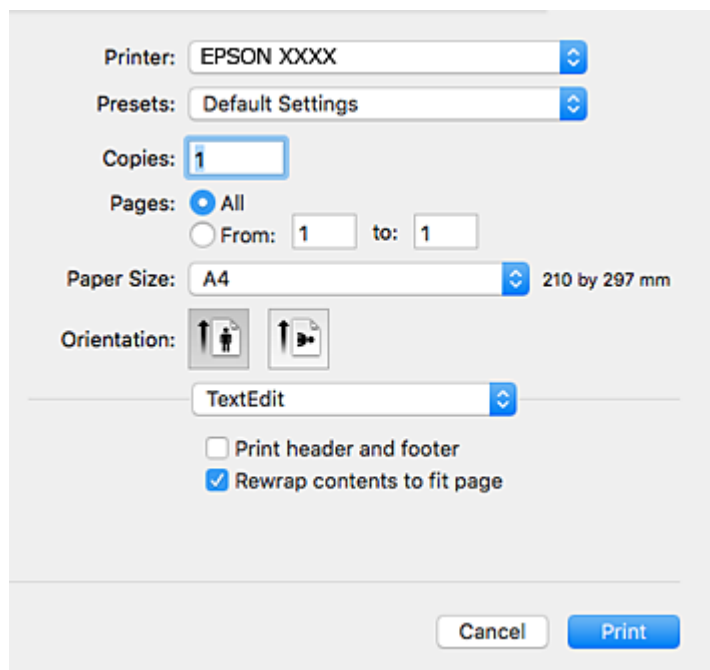 Printer: EPSON XXXX
Presets: Default Settings
Copies: 1
Pages: All
From: 1 to: 1
Paper Size: A4 210 by 297 mm
Orientation:
TextEdit
Print header and footer
Rewrap contents to fit page
Cancel Print